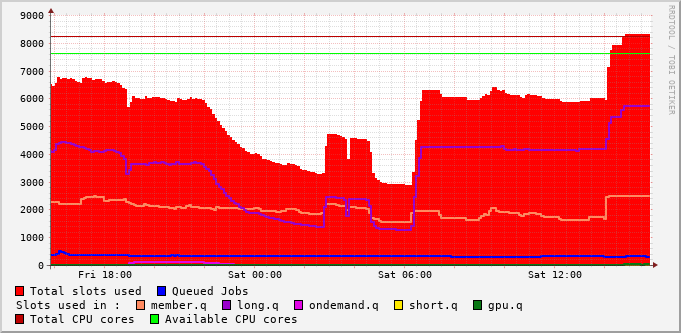 9000
8000
7000
6000
5000
4000
3000
2000
1000
0
Fri 18:00 Sat 00:00 Sat 06:00 Sat 12:00
RRDTOOL / TOBI OETIKER
Total slots used Queued Jobs
Slots used in : member.q long.q ondemand.q short.q gpu.q
Total CPU cores Available CPU cores